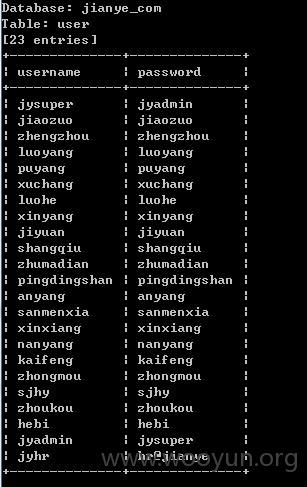 Database: jianye_com
Table: user
[23 entries]
username | password
jysuper | jyadmin
jiaozuo | jiaozuo
zhengzhou | zhengzhou
luoyang | luoyang
puyang | puyang
xuchang | xuchang
luohe | luohe
xinyang | xinyang
jiyuan | jiyuan
shangqiu | shangqiu
zhumadian | zhumadian
pingdingshan | pingdingshan
anyang | anyang
sanmenxia | sanmenxia
xinxiang | xinxiang
nanyang | nanyang
kaifeng | kaifeng
zhongmou | zhongmou
sjhy | sjhy
zhoukou | zhoukou
hebi | hebi
jyadmin | jysuper
jyhr | hr@jianye
www.wooyun.org